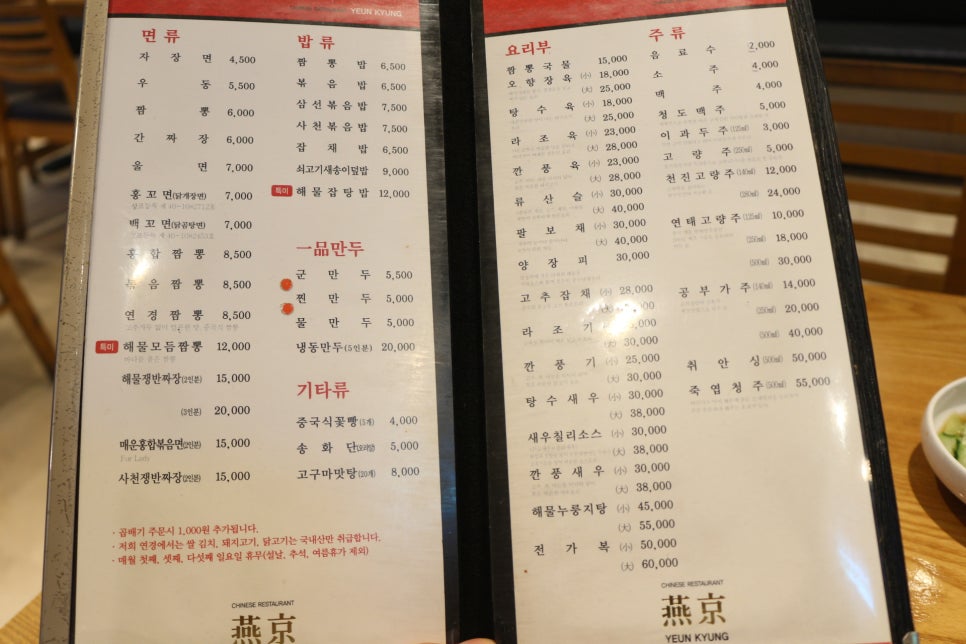 YEUN KYUNG
면 류
자 장 면 4,500
우 동 5,500
짬 뽕 6,000
간 짜 장 6,000
울 면 7,000
홍 꼬 면(닭개장면) 7,000
백 꼬 면(닭곰탕면) 7,000
홍 합 짬 뽕 8,500
볶 음 짬 뽕 8,500
연 경 짬 뽕 8,500
특미 해물모듬짬뽕 12,000
해물쟁반짜장(2인분) 15,000
(3인분) 20,000
매운홍합볶음면(2인분) 15,000
For Lady
사천쟁반짜장(2인분) 15,000
밥 류
짬 뽕 밥 6,500
볶 음 밥 6,500
삼선볶음밥 7,500
사천볶음밥 7,500
잡 채 밥 6,500
쇠고기새송이덮밥 9,000
특미 해물잡탕밥 12,000
一品만두
군 만 두 5,500
찐 만 두 5,000
물 만 두 5,000
냉동만두(5인분) 20,000
기타류
중국식꽃빵(5개) 4,000
송 화 단(오리알) 5,000
고구마맛탕(20개) 8,000
· 곱배기 주문시 1,000원 추가됩니다.
· 저희 연경에서는 쌀 김치, 돼지고기, 닭고기는 국내산만 취급합니다.
· 매월 첫째, 셋째, 다섯째 일요일 휴무(설날, 추석, 여름휴가 제외)
CHINESE RESTAURANT
燕京
요리부
짬뽕국물 15,000
오향장육 (小) 18,000
(大) 25,000
탕 수 육 (小) 18,000
(大) 25,000
라 조 육 (小) 23,000
(大) 28,000
깐 풍 육 (小) 23,000
(大) 28,000
류 산 슬 (小) 30,000
(大) 40,000
팔 보 채 (小) 30,000
(大) 40,000
양 장 피 30,000
고추잡채 (小) 28,000
라 조 기
깐 풍 기 (小) 25,000
(大) 30,000
탕수새우 (小) 30,000
(大) 38,000
새우칠리소스 (小) 30,000
(大) 38,000
깐풍새우 (小) 30,000
(大) 38,000
해물누룽지탕 (小) 45,000
(大) 55,000
전 가 복 (小) 50,000
(大) 60,000
주 류
음 료 수 2,000
소 주 4,000
맥 주 4,000
청도맥주 5,000
이과두주(125ml) 3,000
고 량 주(250ml) 5,000
천진고량주(140ml) 12,000
(280ml) 24,000
연태고량주(125ml) 10,000
(250ml) 18,000
(500ml) 30,000
공부가주(140ml) 14,000
(250ml) 20,000
(500ml) 40,000
취 안 싱(500ml) 50,000
죽엽청주(500ml) 55,000
CHINESE RESTAURANT
燕京
YEUN KYUNG